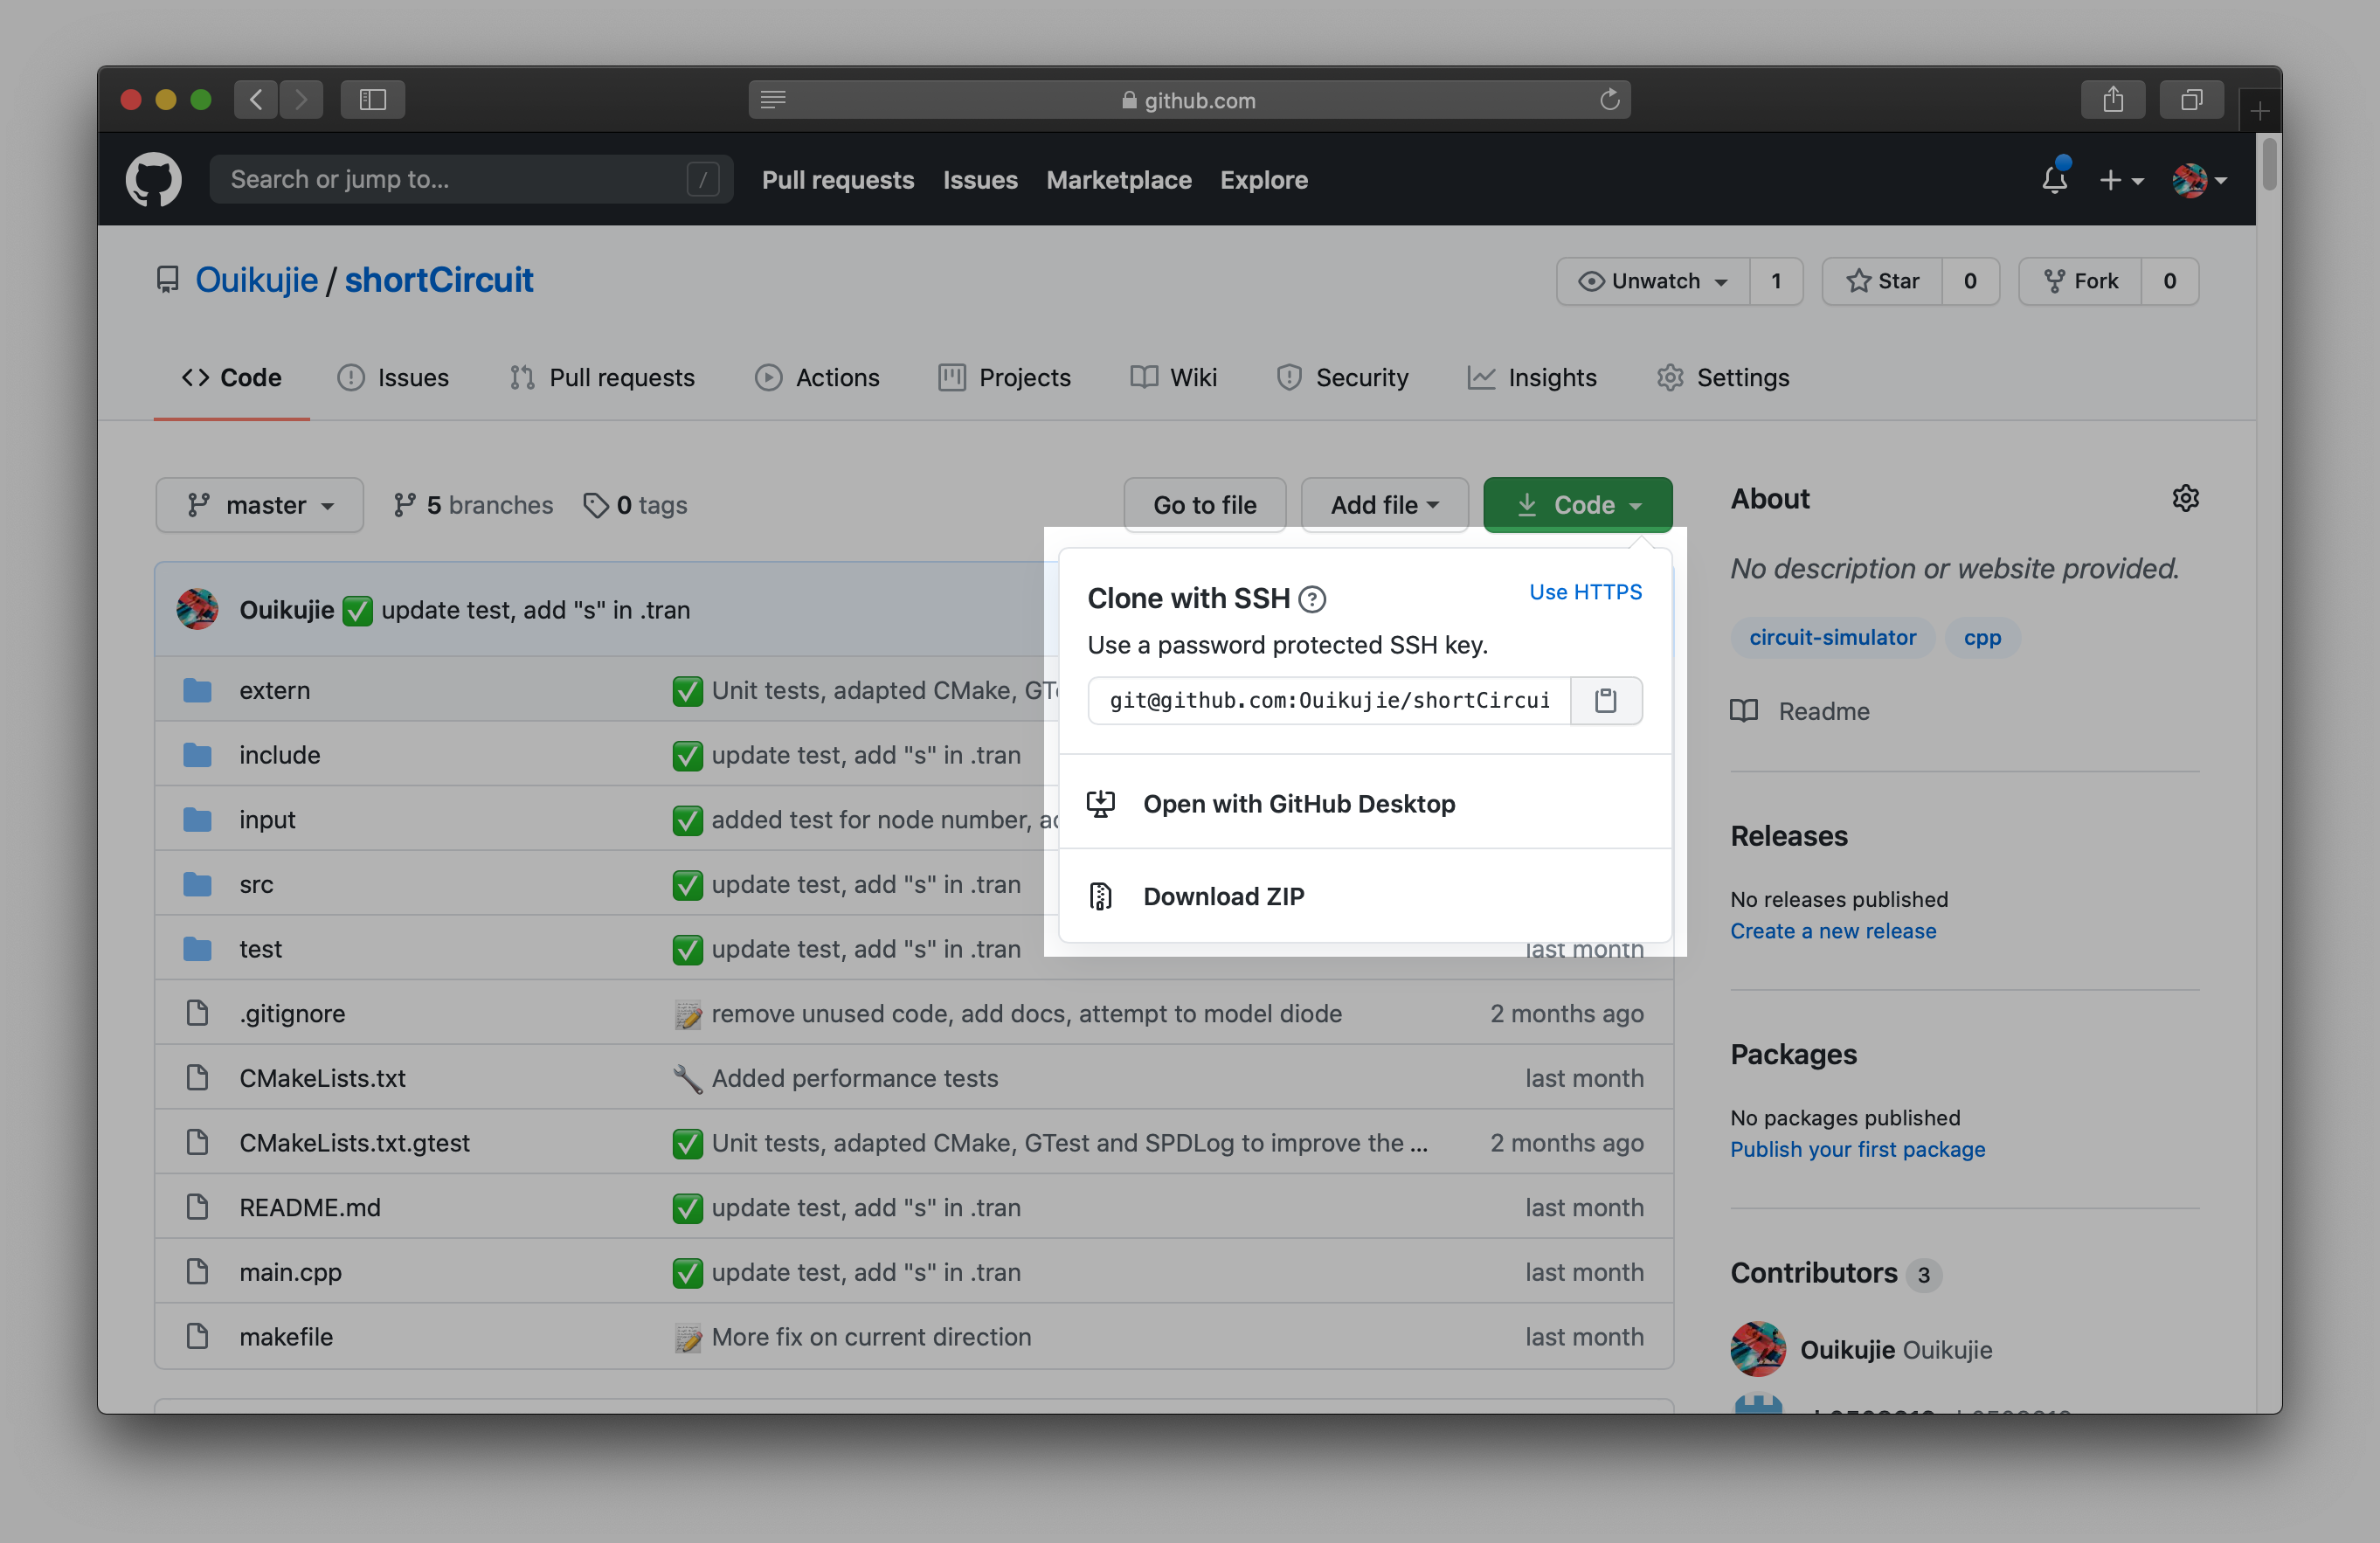 github.com
Search or jump to... /
Pull requests Issues Marketplace Explore
Ouikujie / shortCircuit
Unwatch 1 Star 0 Fork 0
Code Issues Pull requests Actions Projects Wiki Security Insights Settings
master 5 branches 0 tags Go to file Add file Code
Ouikujie ✅ update test, add "s" in .tran
extern ✅ Unit tests, adapted CMake,
include ✅ update test, add "s" in .tran
input ✅ added test for node number,
src ✅ update test, add "s" in .tran
test ✅ update test, add "s" in .tran last month
.gitignore 📝 remove unused code, add docs, attempt to model diode 2 months ago
CMakeLists.txt 🔧 Added performance tests last month
CMakeLists.txt.gtest ✅ Unit tests, adapted CMake, GTest and SPDLog to improve the ... 2 months ago
README.md ✅ update test, add "s" in .tran last month
main.cpp ✅ update test, add "s" in .tran last month
makefile 📝 More fix on current direction last month
Clone with SSH Use HTTPS
Use a password protected SSH key.
git@github.com:Ouikujie/shortCircui
Open with GitHub Desktop
Download ZIP
About
No description or website provided.
circuit-simulator cpp
Readme
Releases
No releases published
Create a new release
Packages
No packages published
Publish your first package
Contributors 3
Ouikujie Ouikujie